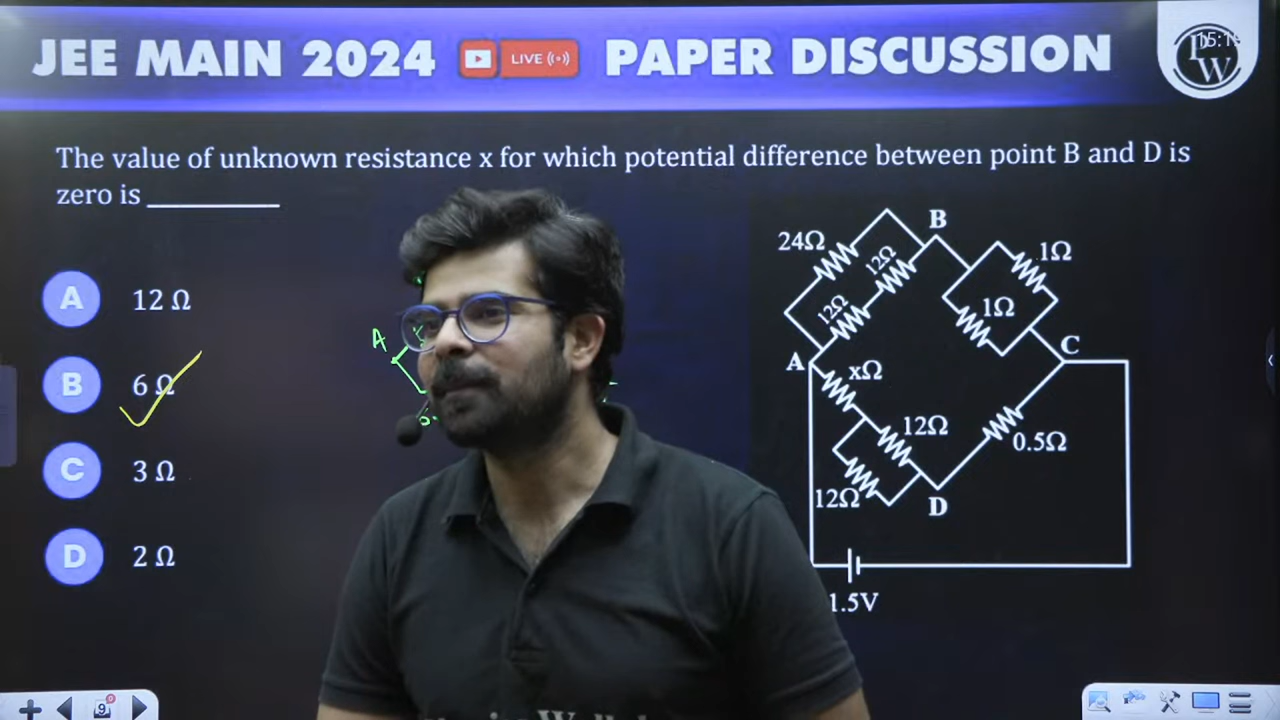 JEE MAIN 2024 LIVE PAPER DISCUSSION
The value of unknown resistance x for which potential difference between point B and D is
zero is
A 12 Ω
B 6 Ω
C 3 Ω
D 2 Ω
A
B
24Ω
12Ω
12Ω
1Ω
1Ω
A
C
xΩ
12Ω
0.5Ω
12Ω
D
1.5V
W
9